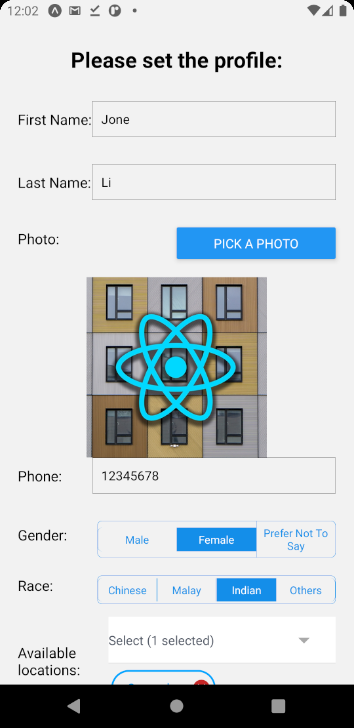 12:02
Please set the profile:
First Name: Jone
Last Name: Li
Photo: PICK A PHOTO
Phone: 12345678
Gender: Male Female Prefer Not To
Say
Race: Chinese Malay Indian Others
Select (1 selected)
Available
locations: